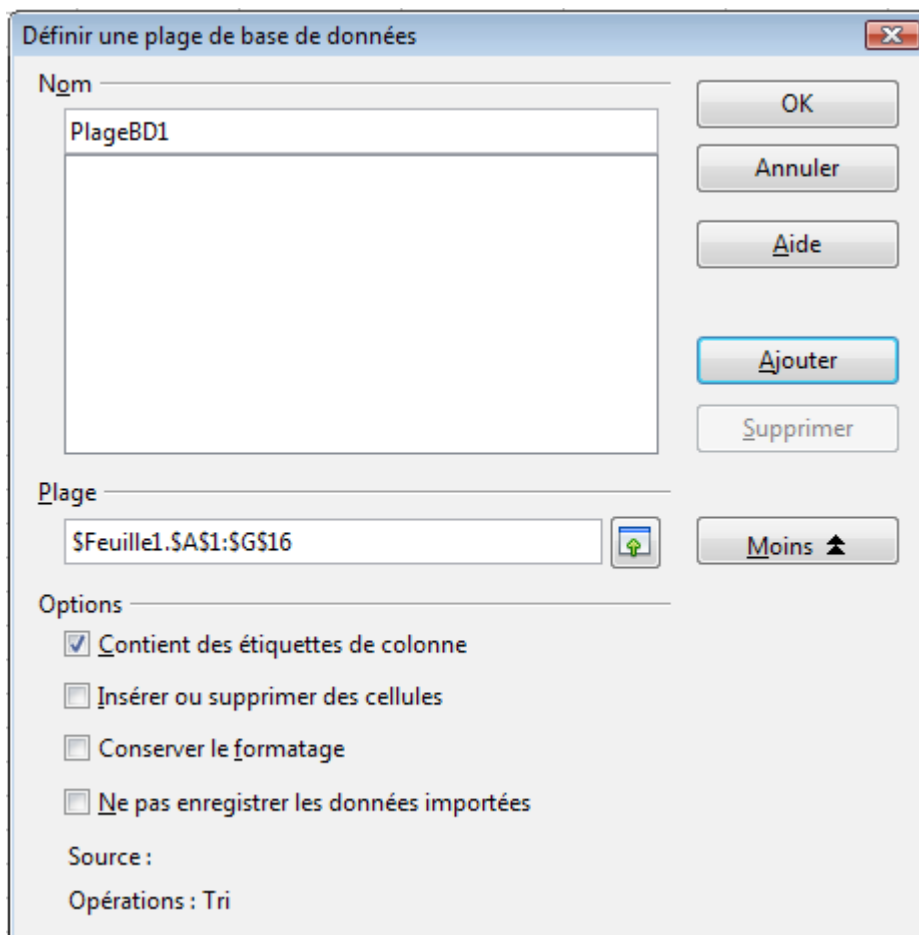 Définir une plage de base de données
Nom
PlageBD1
OK
Annuler
Aide
Ajouter
Supprimer
Plage
$Feuille1.$A$1:$G$16
Moins
Options
Contient des étiquettes de colonne
Insérer ou supprimer des cellules
Conserver le formatage
Ne pas enregistrer les données importées
Source :
Opérations : Tri